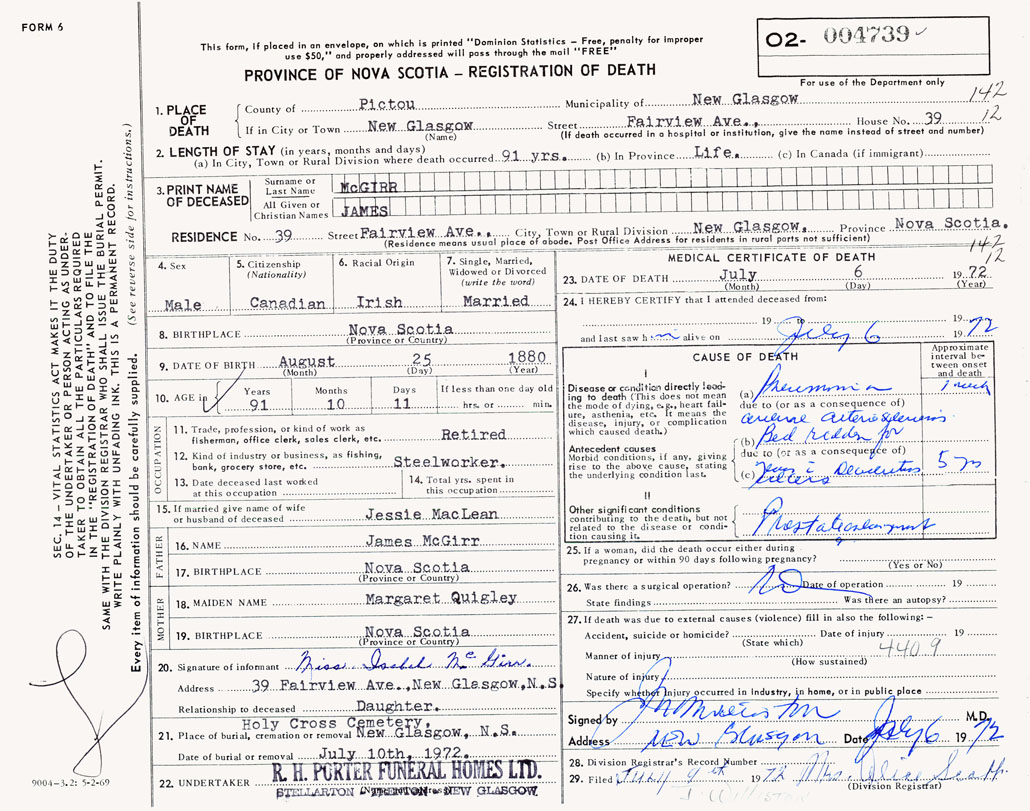 FORM 6
This form, if placed in an envelope, on which is printed "Dominion Statistics – Free, penalty for improper
use $50," and properly addressed will pass through the mail "FREE"
PROVINCE OF NOVA SCOTIA – REGISTRATION OF DEATH
02- 004739
For use of the Department only
142
12
1. PLACE OF DEATH
County of Pictou Municipality of New Glasgow
If in City or Town New Glasgow Street Fairview Ave., House No. 39
(Name) (If death occurred in a hospital or institution, give the name instead of street and number)
2. LENGTH OF STAY (in years, months and days)
(a) In City, Town or Rural Division where death occurred 91 yrs. (b) In Province Life. (c) In Canada (if immigrant)
3. PRINT NAME OF DECEASED
Surname or Last Name McGIRR
All Given or Christian Names JAMES
RESIDENCE No. 39 Street Fairview Ave., City, Town or Rural Division New Glasgow, Province Nova Scotia.
(Residence means usual place of abode. Post Office Address for residents in rural parts not sufficient)
142
12
4. Sex
Male
5. Citizenship
(Nationality)
Canadian
6. Racial Origin
Irish
7. Single, Married,
Widowed or Divorced
(write the word)
Married
8. BIRTHPLACE Nova Scotia
(Province or Country)
9. DATE OF BIRTH August 25 1880
(Month) (Day) (Year)
10. AGE in
Years Months Days If less than one day old
91 10 11 hrs. or min.
OCCUPATION
11. Trade, profession, or kind of work as
fisherman, office clerk, sales clerk, etc. Retired
12. Kind of industry or business, as fishing,
bank, grocery store, etc. Steelworker.
13. Date deceased last worked
at this occupation
14. Total yrs. spent in
this occupation
15. If married give name of wife
or husband of deceased Jessie MacLean
FATHER
16. NAME James McGirr
17. BIRTHPLACE Nova Scotia
(Province or Country)
MOTHER
18. MAIDEN NAME Margaret Quigley
19. BIRTHPLACE Nova Scotia
(Province or Country)
20. Signature of informant Miss Isabel McGirr.
Address 39 Fairview Ave., New Glasgow, N.S.
Relationship to deceased Daughter.
Holy Cross Cemetery,
21. Place of burial, cremation or removal New Glasgow, N.S.
Date of burial or removal July 10th, 1972.
22. UNDERTAKER R. H. PORTER FUNERAL HOMES LTD.
STELLARTON TRENTON NEW GLASGOW
MEDICAL CERTIFICATE OF DEATH
23. DATE OF DEATH July 6 1972
(Month) (Day) (Year)
24. I HEREBY CERTIFY that I attended deceased from:
19 to 19
and last saw him alive on July 6 1972
CAUSE OF DEATH
Approximate
interval be-
tween onset
and death
I
Disease or condition directly lead-
ing to death (This does not mean
the mode of dying, e.g., heart fail-
ure, asthenia, etc. It means the
disease, injury, or complication
which caused death.)
(a) Pneumonia 1 week
due to (or as a consequence of)
arteriosclerosis
(b) Bed ridden for
Antecedent causes
Morbid conditions, if any, giving
rise to the above cause, stating
the underlying condition last.
due to (or as a consequence of)
(c) years Decubitus
ulcers
5 yrs
II
Other significant conditions
contributing to the death, but not
related to the disease or condi-
tion causing it.
Prostatic enlargement
25. If a woman, did the death occur either during
pregnancy or within 90 days following pregnancy?
(Yes or No)
26. Was there a surgical operation? NO Date of operation 19
State findings Was there an autopsy?
27. If death was due to external causes (violence) fill in also the following: –
Accident, suicide or homicide? Date of injury 19
(State which)
4409
Manner of injury
(How sustained)
Nature of injury
Specify whether Injury occurred in Industry, in home, or in public place
Signed by M.D.
Address NEW Glasgow Date July 6 1972
28. Division Registrar's Record Number
29. Filed July 9th 1972 Mrs. Scott
(Division Registrar)
SEC. 14 – VITAL STATISTICS ACT MAKES IT THE DUTY
OF THE UNDERTAKER OR PERSON ACTING AS UNDER-
TAKER TO OBTAIN ALL THE PARTICULARS REQUIRED
IN THE "REGISTRATION OF DEATH" AND TO FILE THE
SAME WITH THE DIVISION REGISTRAR WHO SHALL ISSUE THE BURIAL PERMIT.
WRITE PLAINLY WITH UNFADING INK. THIS IS A PERMANENT RECORD.
Every item of information should be carefully supplied. (See reverse side for instructions.)
9004-3.2: 5-2-69